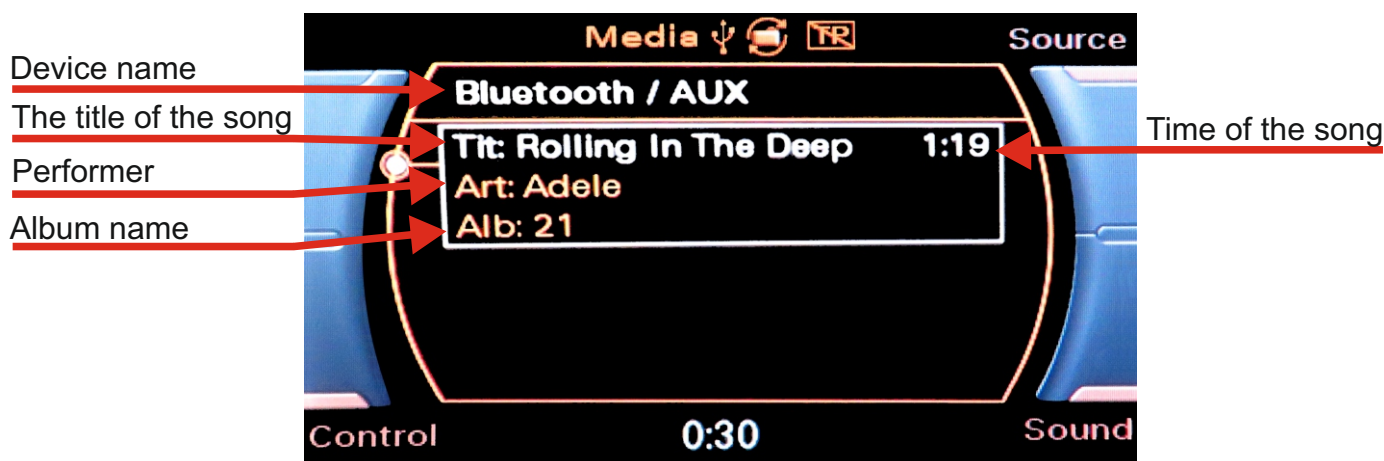 Media TR Source
Device name
Bluetooth / AUX
The title of the song
Tit: Rolling In The Deep 1:19
Time of the song
Performer
Art: Adele
Album name
Alb: 21
Control 0:30 Sound